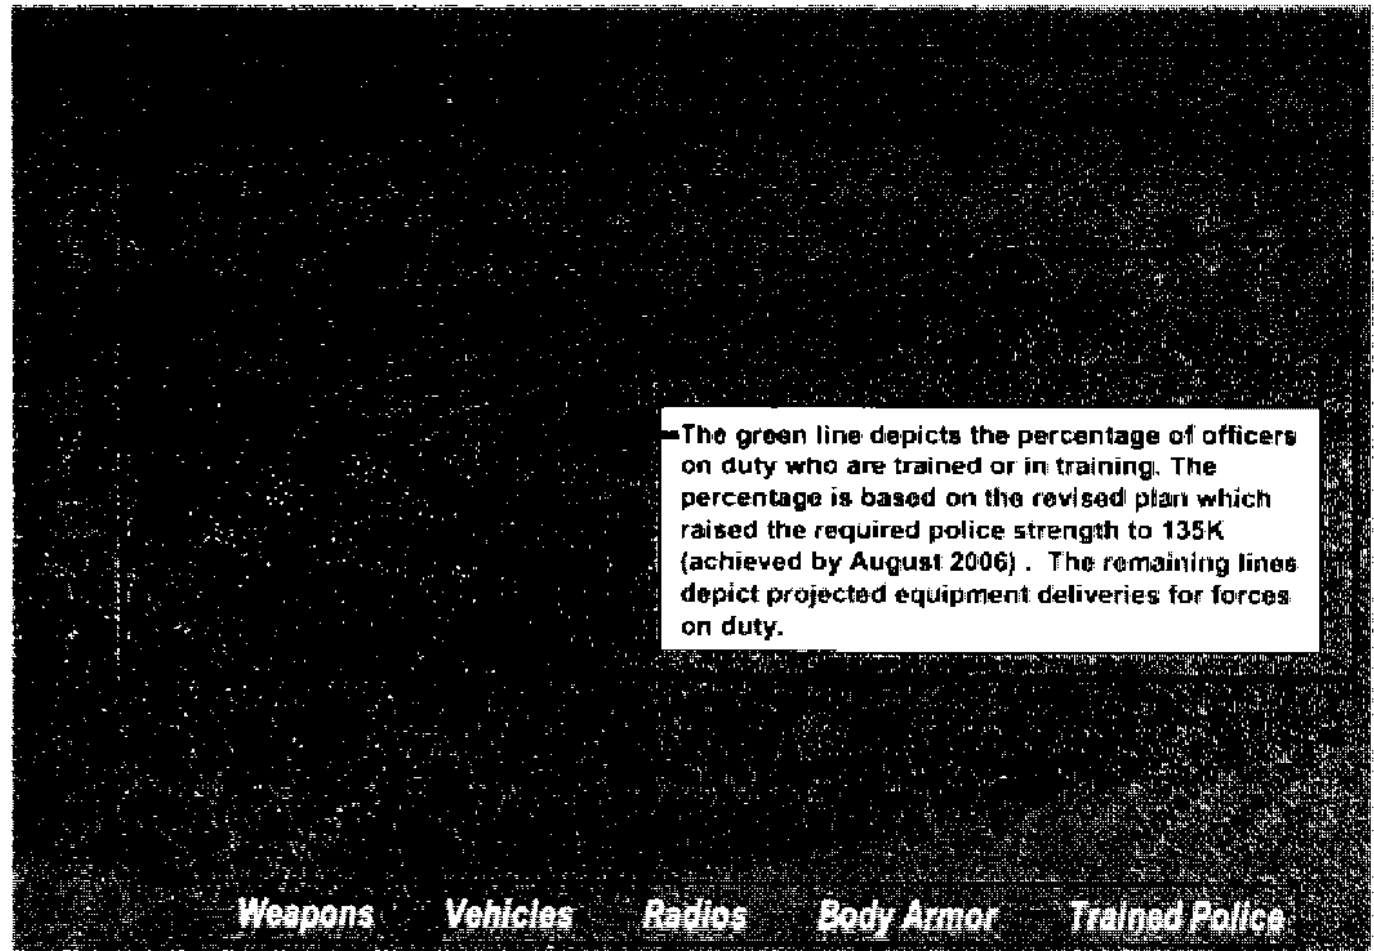 The green line depicts the percentage of officers
on duty who are trained or in training. The
percentage is based on the revised plan which
raised the required police strength to 135K
(achieved by August 2006) . The remaining lines
depict projected equipment deliveries for forces
on duty.
Weapons Vehicles Radios Body Armor Trained Police